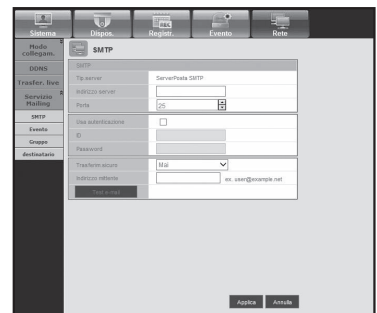 Sistema Dispos. Registr. Evento Rete
Modo collegam.
DDNS
Trasfer. live
Servizio Mailing
SMTP
Evento
Gruppo
destinatario
SMTP
SMTP
Tip.server ServerPosta SMTP
Indirizzo server
Porta 25
Usa autenticazione
ID
Password
Trasferim.sicuro Mai
Indirizzo mittente ex. user@example.net
Test e-mail
Applica Annulla